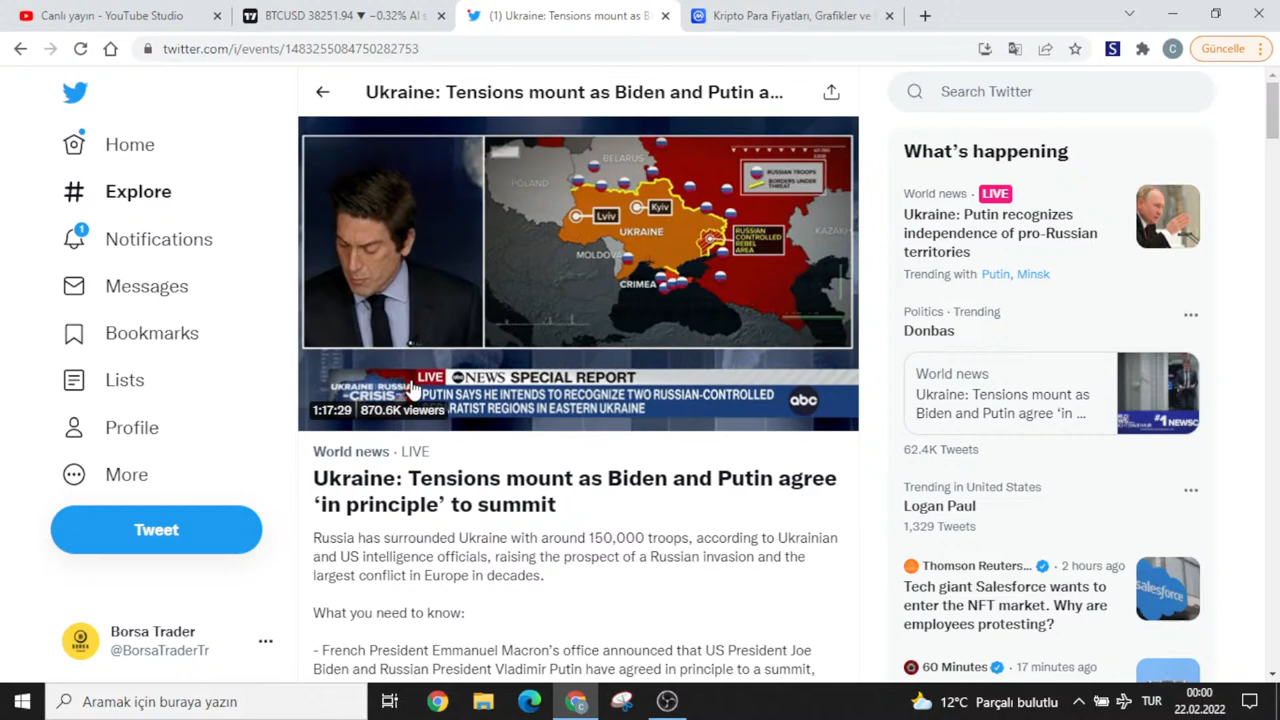 Canlı yayın - YouTube Studio
BTCUSD 38251.94 ▼ −0.32% AI s
(1) Ukraine: Tensions mount as B
Kripto Para Fiyatları, Grafikler ve
twitter.com/i/events/1483255084750282753
S
C
Güncelle
Home
Explore
1
Notifications
Messages
Bookmarks
Lists
Profile
More
Tweet
Borsa Trader
@BorsaTraderTr
Ukraine: Tensions mount as Biden and Putin a...
BELARUS
POLAND
RUSSIAN TROOPS
BORDERS UNDER THREAT
Lviv
Kyiv
UKRAINE
RUSSIAN
CONTROLLED
REBEL
AREA
KAZAKH
MOLDOVA
CRIMEA
LIVE abc NEWS SPECIAL REPORT
UKRAINE RUSSI
-CRISIS-
PUTIN SAYS HE INTENDS TO RECOGNIZE TWO RUSSIAN-CONTROLLED
RATIST REGIONS IN EASTERN UKRAINE
abc
1:17:29 870.6K viewers
World news · LIVE
Ukraine: Tensions mount as Biden and Putin agree
‘in principle’ to summit
Russia has surrounded Ukraine with around 150,000 troops, according to Ukrainian
and US intelligence officials, raising the prospect of a Russian invasion and the
largest conflict in Europe in decades.
What you need to know:
- French President Emmanuel Macron’s office announced that US President Joe
Biden and Russian President Vladimir Putin have agreed in principle to a summit,
Search Twitter
What’s happening
World news · LIVE
Ukraine: Putin recognizes
independence of pro-Russian
territories
Trending with Putin, Minsk
Politics · Trending
Donbas
World news
Ukraine: Tensions mount as
Biden and Putin agree ‘in ...
#1 NEWSC
62.4K Tweets
Trending in United States
Logan Paul
1,329 Tweets
Thomson Reuters... · 2 hours ago
Tech giant Salesforce wants to
enter the NFT market. Why are
employees protesting?
salesforce
60 Minutes · 17 minutes ago
Aramak için buraya yazın
12°C Parçalı bulutlu
TUR
00:00
22.02.2022